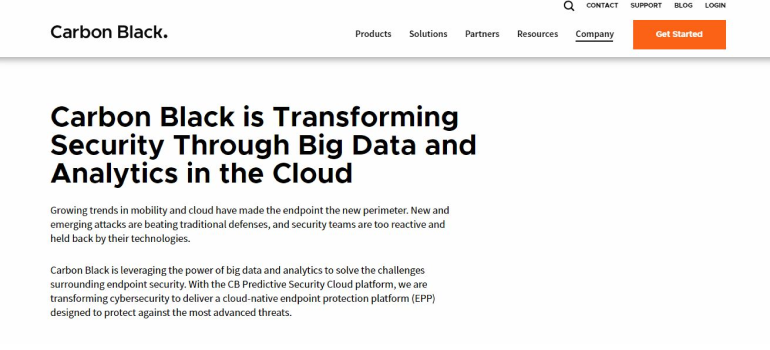 CONTACT SUPPORT BLOG LOGIN
Carbon Black. Products Solutions Partners Resources Company Get Started
Carbon Black is Transforming
Security Through Big Data and
Analytics in the Cloud
Growing trends in mobility and cloud have made the endpoint the new perimeter. New and
emerging attacks are beating traditional defenses, and security teams are too reactive and
held back by their technologies.
Carbon Black is leveraging the power of big data and analytics to solve the challenges
surrounding endpoint security. With the CB Predictive Security Cloud platform, we are
transforming cybersecurity to deliver a cloud-native endpoint protection platform (EPP)
designed to protect against the most advanced threats.